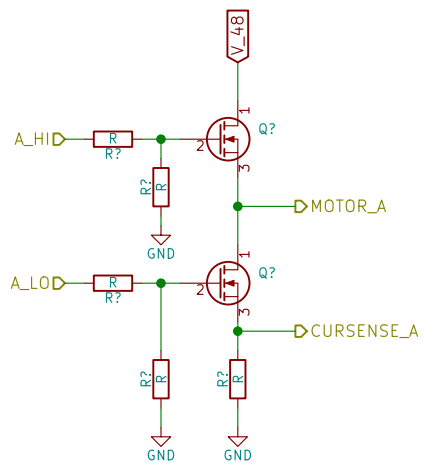 V_48
1
Q?
A_HI
R
R?
2
R?
R
3
GND
MOTOR_A
1
Q?
A_LO
R
R?
2
3
CURSENSE_A
R?
R
R?
R
GND
GND